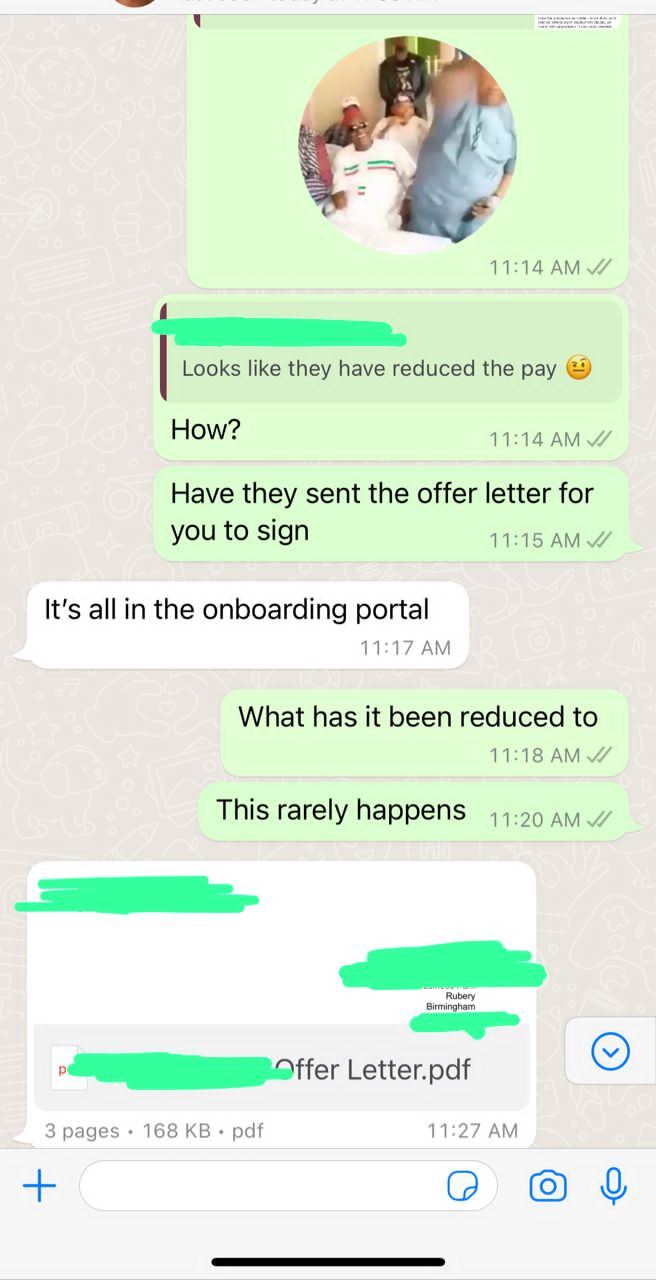 11:14 AM
Looks like they have reduced the pay 🤨
How?
11:14 AM
Have they sent the offer letter for
you to sign
11:15 AM
It's all in the onboarding portal
11:17 AM
What has it been reduced to
11:18 AM
This rarely happens
11:20 AM
Rubery
Birmingham
Offer Letter.pdf
3 pages • 168 KB • pdf
11:27 AM